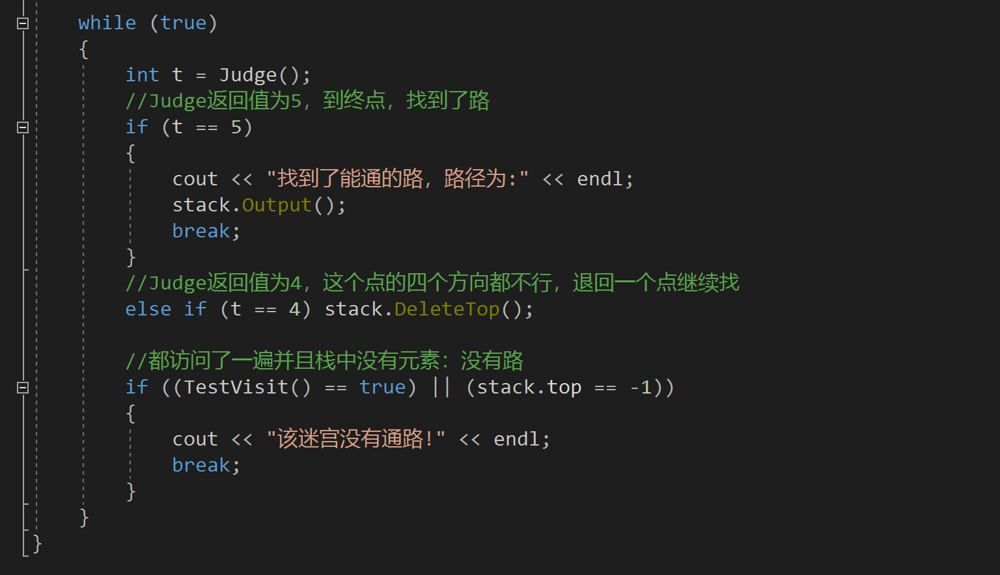 while (true)
{
int t = Judge();
//Judge返回值为5，到终点，找到了路
if (t == 5)
{
cout << "找到了能通的路，路径为:" << endl;
stack.Output();
break;
}
//Judge返回值为4，这个点的四个方向都不行，退回一个点继续找
else if (t == 4) stack.DeleteTop();
//都访问了一遍并且栈中没有元素：没有路
if ((TestVisit() == true) || (stack.top == -1))
{
cout << "该迷宫没有通路!" << endl;
break;
}
}
}